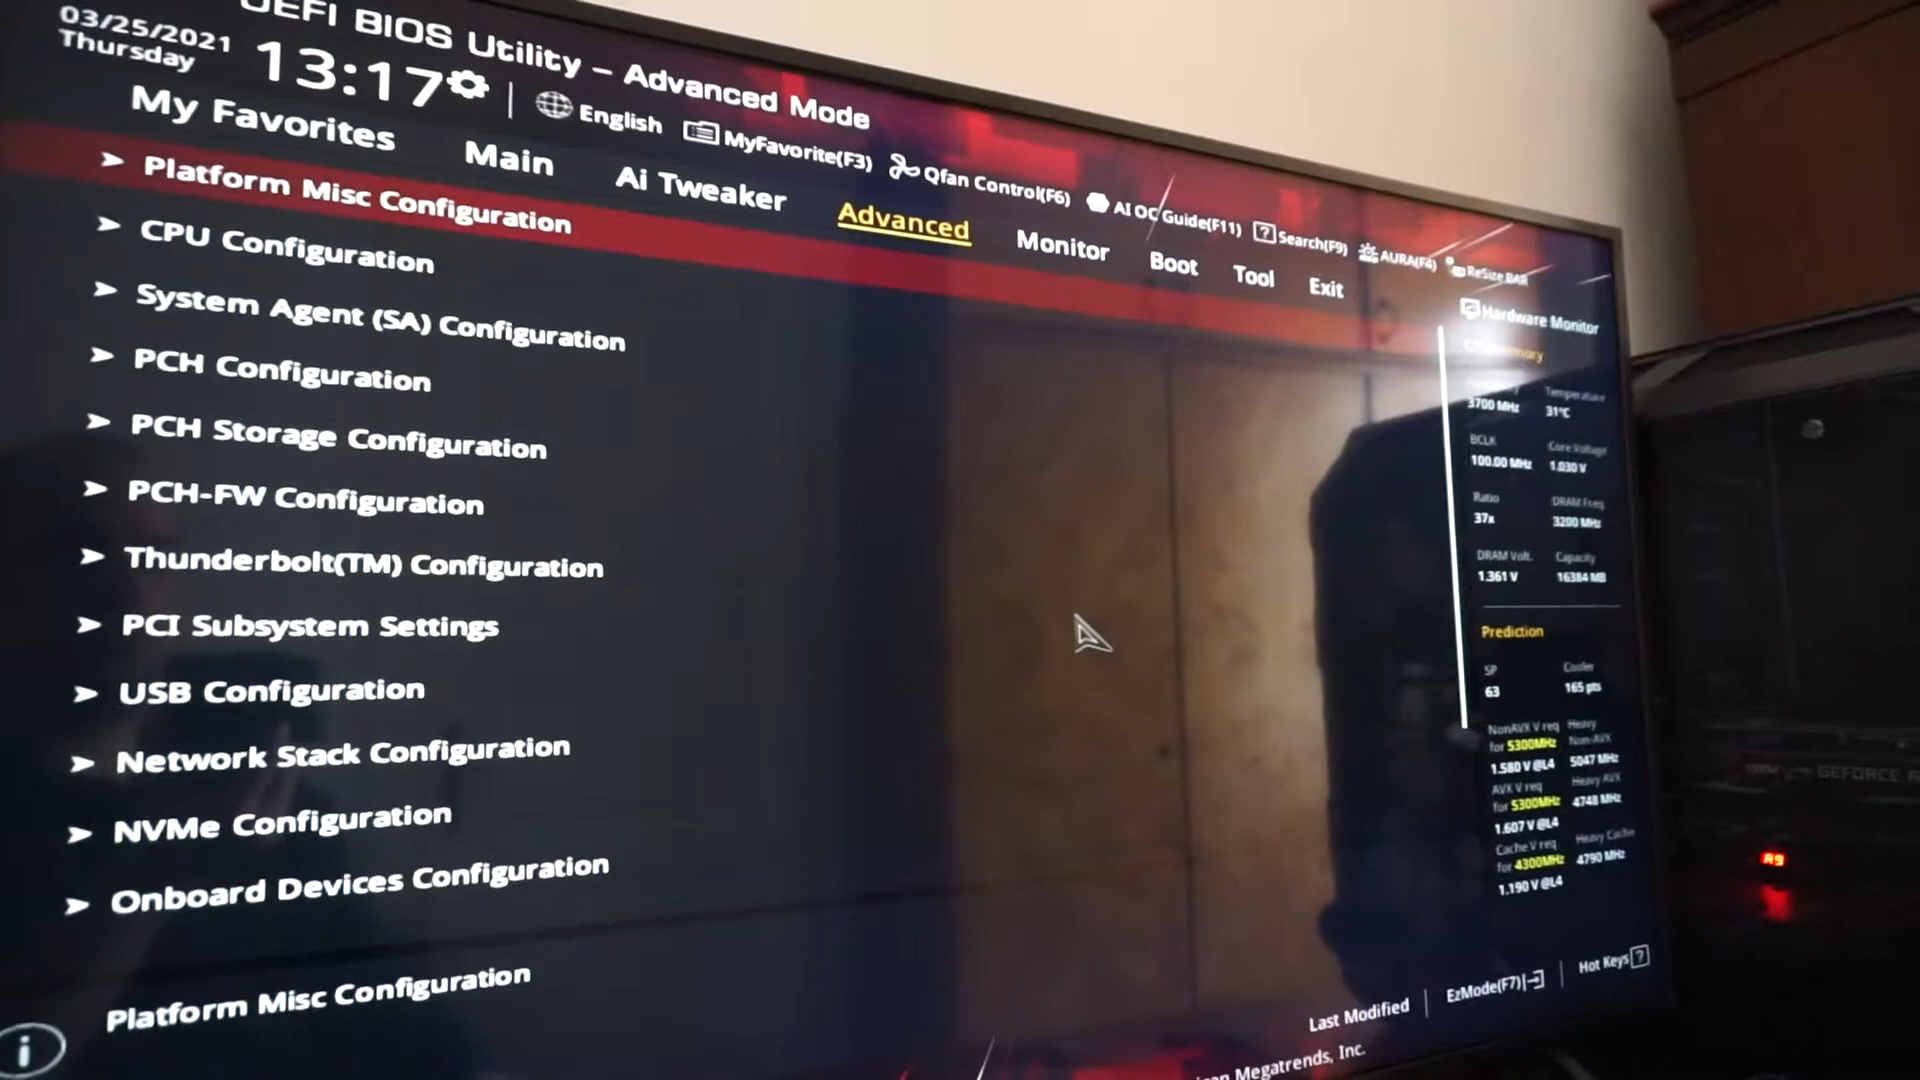 UEFI BIOS Utility – Advanced Mode
03/25/2021
Thursday
13:17
English
MyFavorite(F3)
Qfan Control(F6)
AI OC Guide(F11)
Search(F9)
AURA(F4)
ReSize BAR
My Favorites
Main
Ai Tweaker
Advanced
Monitor
Boot
Tool
Exit
Platform Misc Configuration
CPU Configuration
System Agent (SA) Configuration
PCH Configuration
PCH Storage Configuration
PCH-FW Configuration
Thunderbolt(TM) Configuration
PCI Subsystem Settings
USB Configuration
Network Stack Configuration
NVMe Configuration
Onboard Devices Configuration
Platform Misc Configuration
Hardware Monitor
Temperature
3700 MHz 31°C
BCLK Core Voltage
100.00 MHz 1.030 V
Ratio DRAM Freq.
37x 3200 MHz
DRAM Volt. Capacity
1.361 V 16384 MB
Prediction
SP Cooler
63 165 pts
NonAVX V req Heavy
for 5300MHz Non-AVX
1.580 V @L4 5047 MHz
AVX V req Heavy AVX
for 5300MHz 4748 MHz
1.607 V @L4
Cache V req Heavy Cache
for 4300MHz 4790 MHz
1.190 V @L4
Last Modified
EzMode(F7)
Hot Keys ?
Megatrends, Inc.
GEFORCE
A9